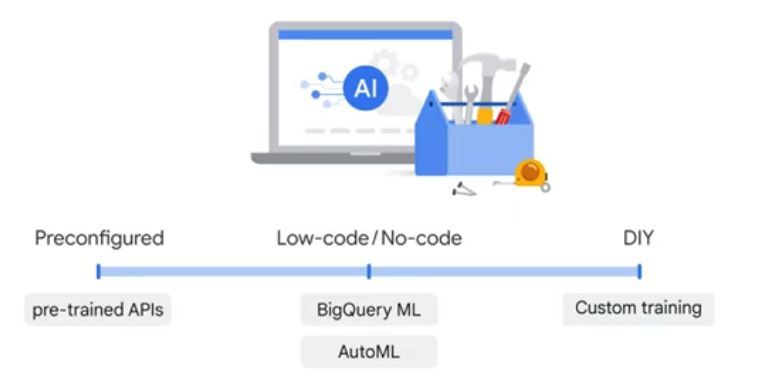 AI
Preconfigured
Low-code/No-code
DIY
pre-trained APIs
BigQuery ML
Custom training
AutoML